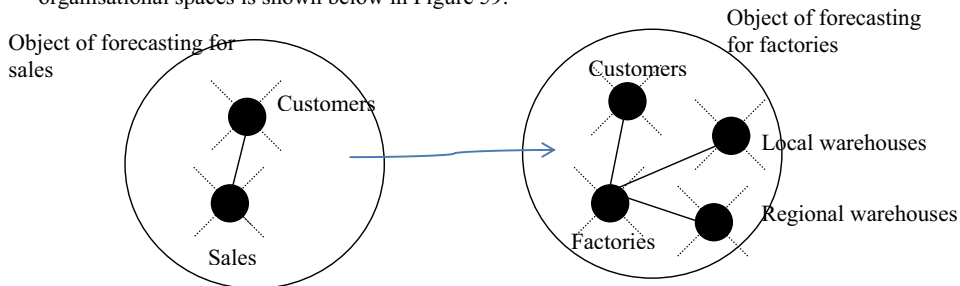 organisational spaces is shown below in Figure 59.
Object of forecasting for
sales
Customers
Sales
Object of forecasting
for factories
Customers
Local warehouses
Regional warehouses
Factories